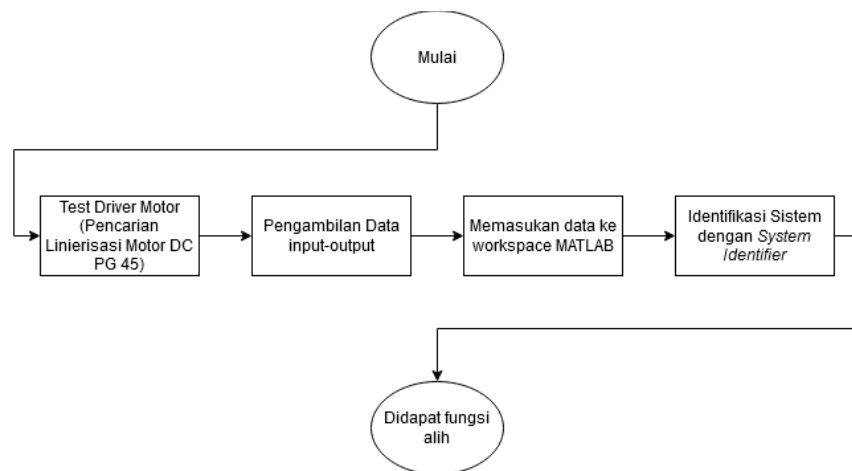 Mulai
Test Driver Motor
(Pencarian
Linierisasi Motor DC
PG 45)
Pengambilan Data
input-output
Memasukan data ke
workspace MATLAB
Identifikasi Sistem
dengan System
Identifier
Didapat fungsi
alih